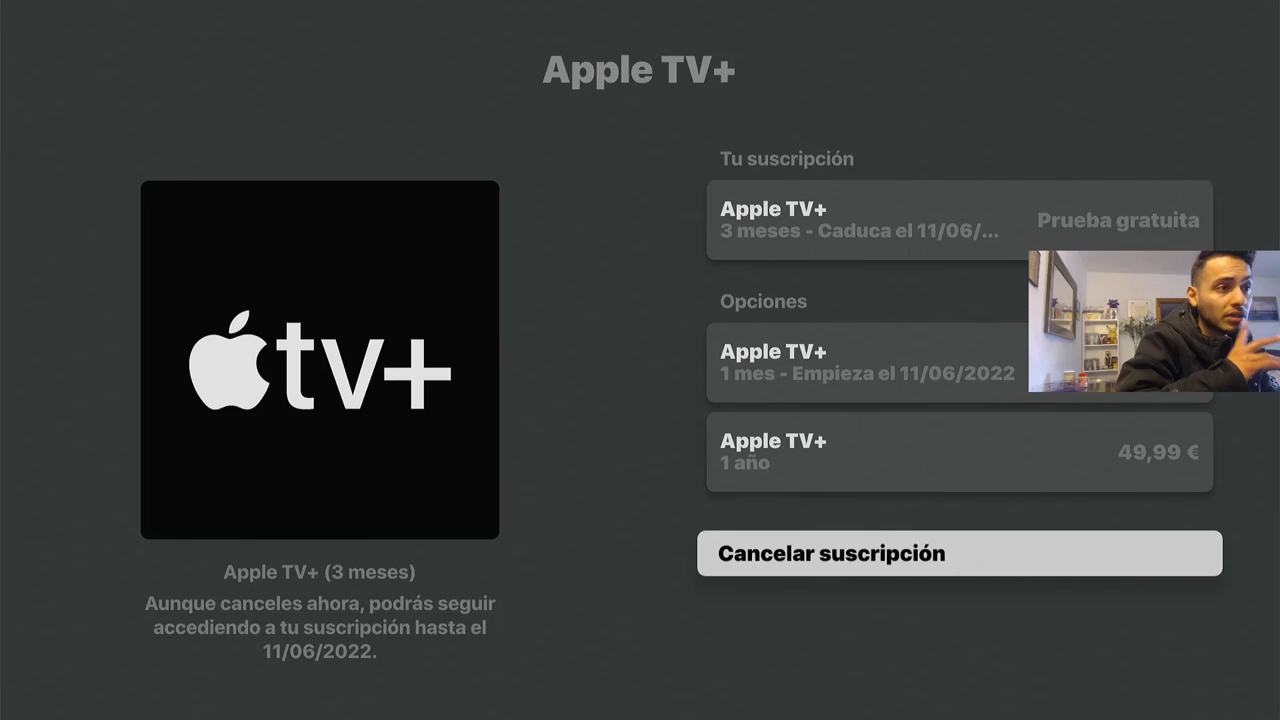 Apple TV+
Tu suscripción
Apple TV+
3 meses - Caduca el 11/06/...
Prueba gratuita
Opciones
Apple TV+
1 mes - Empieza el 11/06/2022
Apple TV+
1 año
49,99 €
Cancelar suscripción
tv+
Apple TV+ (3 meses)
Aunque canceles ahora, podrás seguir
accediendo a tu suscripción hasta el
11/06/2022.